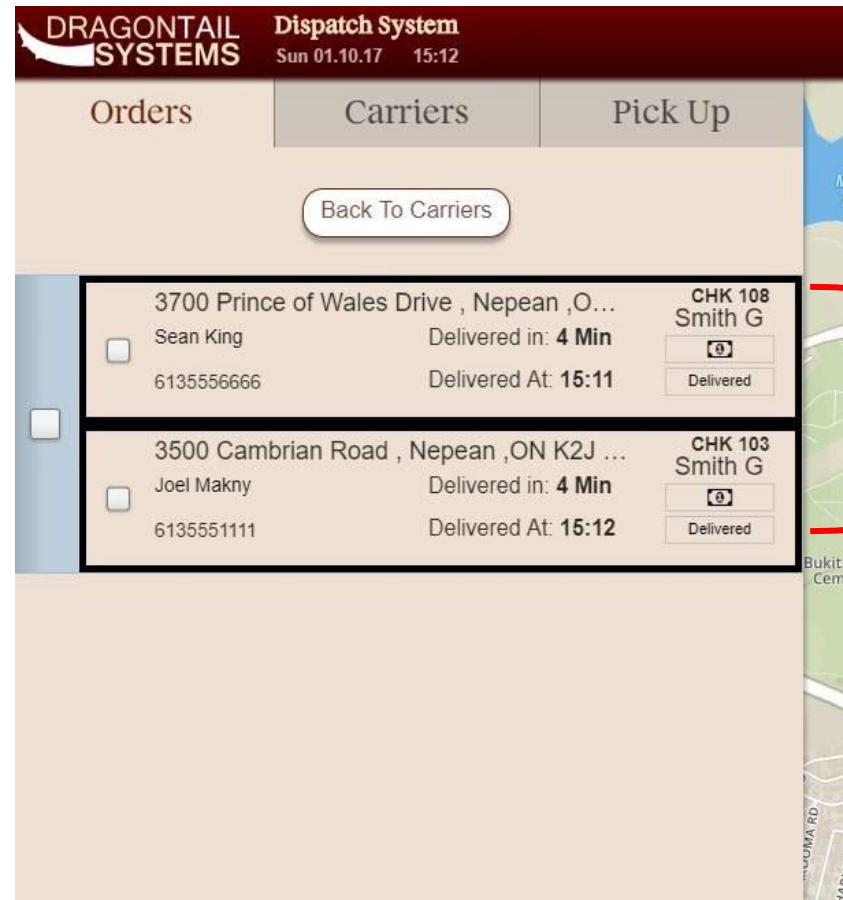 DRAGONTAIL
SYSTEMS
Dispatch System
Sun 01.10.17 15:12
Orders
Carriers
Pick Up
Back To Carriers
3700 Prince of Wales Drive , Nepean ,O...
CHK 108
Smith G
Sean King
Delivered in: 4 Min
6135556666
Delivered At: 15:11
Delivered
3500 Cambrian Road , Nepean ,ON K2J ...
CHK 103
Smith G
Joel Makny
Delivered in: 4 Min
6135551111
Delivered At: 15:12
Delivered
Bukit
Cem